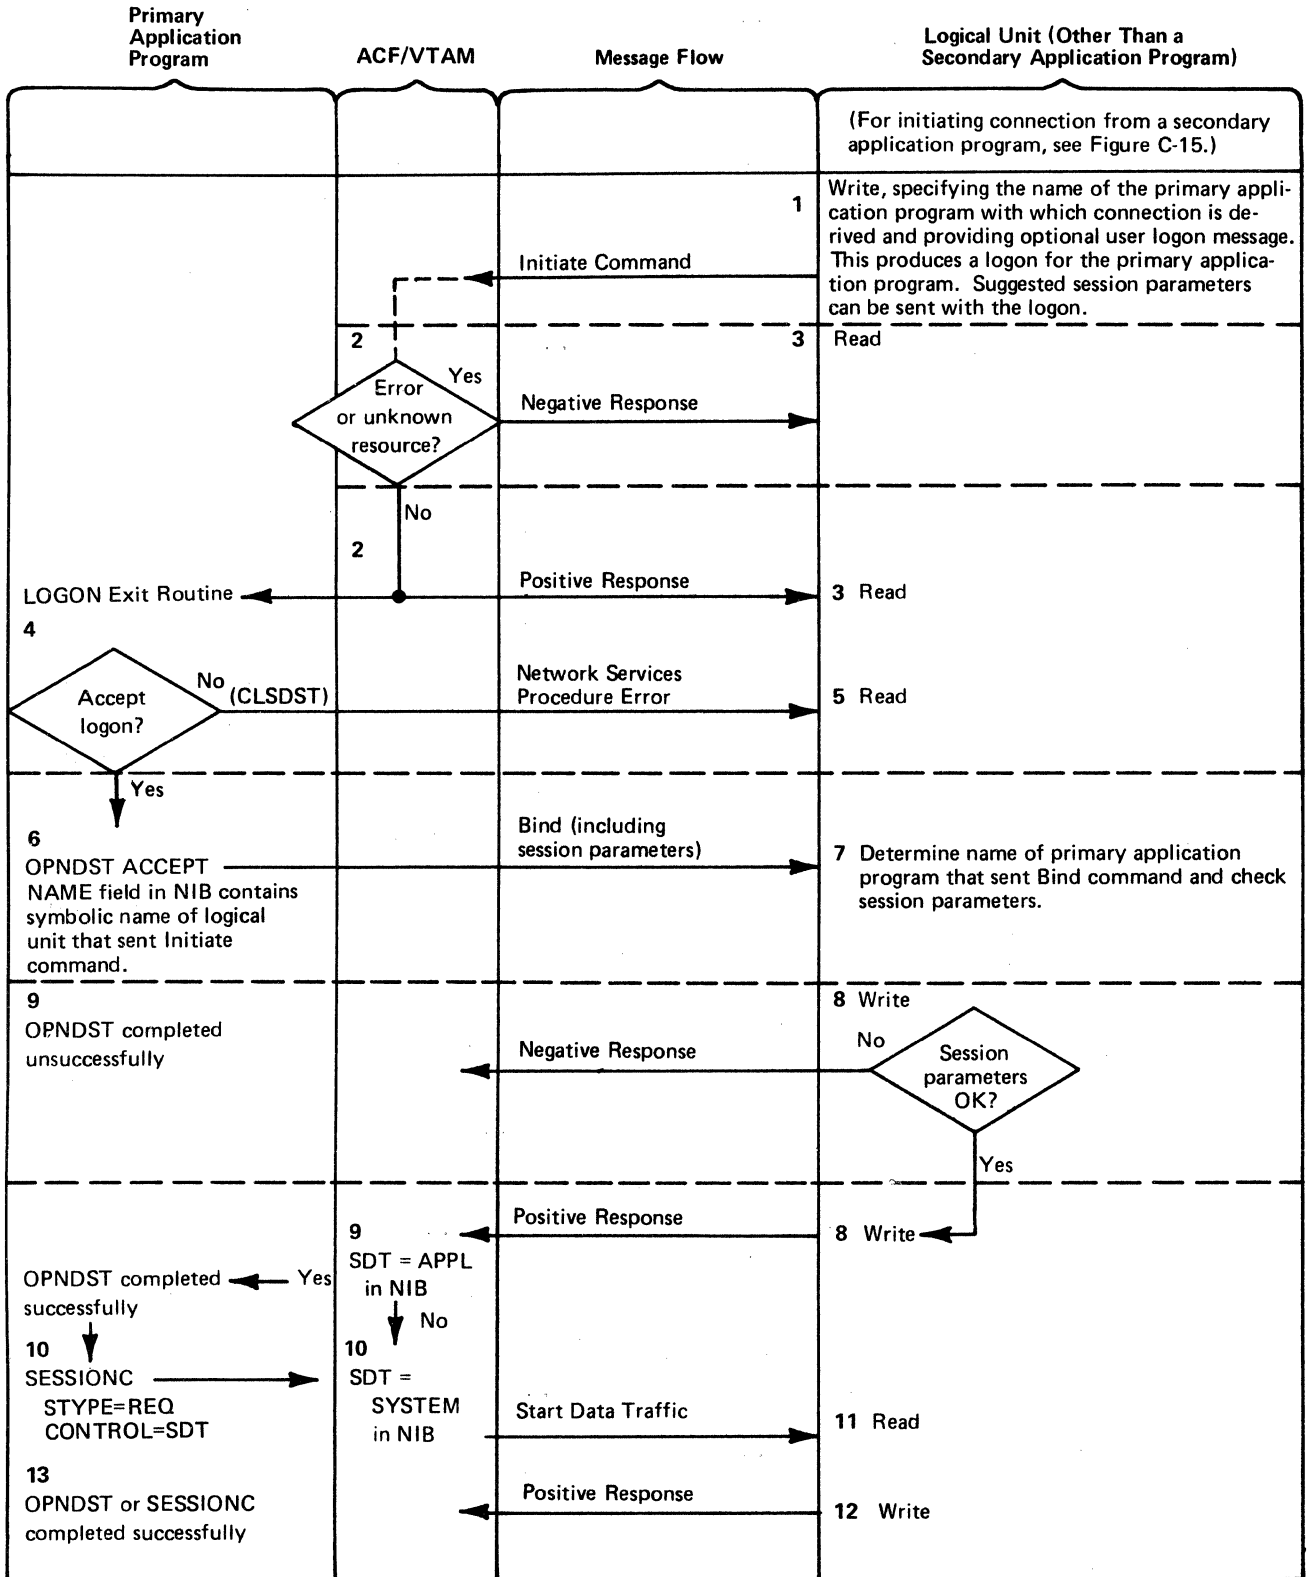 Primary
Application
Program
ACF/VTAM
Message Flow
Logical Unit (Other Than a
Secondary Application Program)
(For initiating connection from a secondary
application program, see Figure C-15.)
1
Write, specifying the name of the primary appli-
cation program with which connection is de-
rived and providing optional user logon message.
This produces a logon for the primary applica-
tion program. Suggested session parameters
can be sent with the logon.
Initiate Command
2
3 Read
Error
or unknown
resource?
Yes
Negative Response
No
2
LOGON Exit Routine
Positive Response
3 Read
4
Accept
logon?
No
(CLSDST)
Network Services
Procedure Error
5 Read
Yes
6
OPNDST ACCEPT
NAME field in NIB contains
symbolic name of logical
unit that sent Initiate
command.
Bind (including
session parameters)
7 Determine name of primary application
program that sent Bind command and check
session parameters.
9
OPNDST completed
unsuccessfully
Negative Response
8 Write
No
Session
parameters
OK?
Yes
Positive Response
8 Write
9
SDT = APPL
in NIB
Yes
OPNDST completed
successfully
No
10
SESSIONC
STYPE=REQ
CONTROL=SDT
10
SDT =
SYSTEM
in NIB
Start Data Traffic
11 Read
13
OPNDST or SESSIONC
completed successfully
Positive Response
12 Write